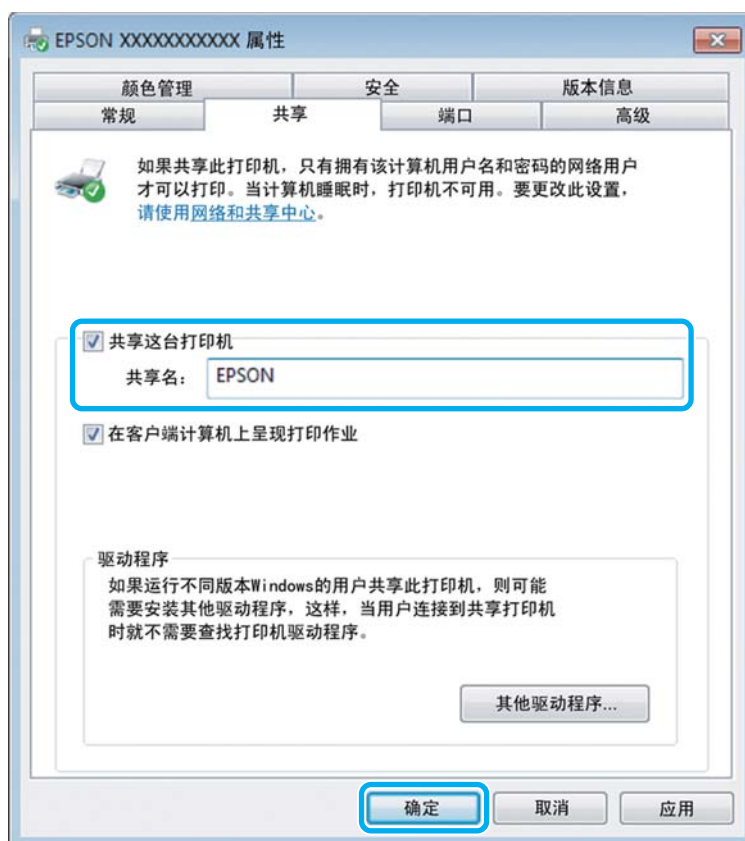 EPSON XXXXXXXXXXX 属性
颜色管理 安全 版本信息
常规 共享 端口 高级
如果共享此打印机，只有拥有该计算机用户名和密码的网络用户
才可以打印。当计算机睡眠时，打印机不可用。要更改此设置，
请使用网络和共享中心。
共享这台打印机
共享名： EPSON
在客户端计算机上呈现打印作业
驱动程序
如果运行不同版本Windows的用户共享此打印机，则可能
需要安装其他驱动程序，这样，当用户连接到共享打印机
时就不需要查找打印机驱动程序。
其他驱动程序...
确定 取消 应用